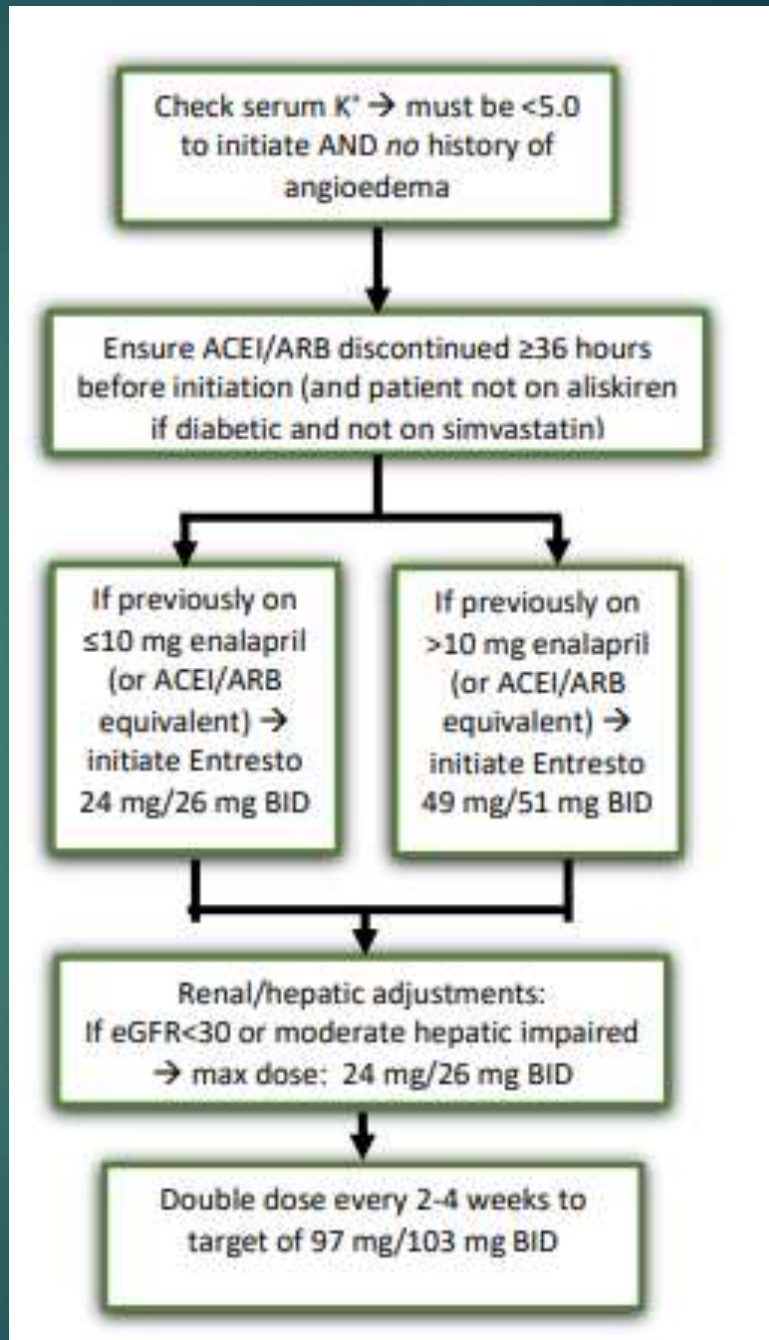 Check serum K⁺ → must be <5.0
to initiate AND no history of
angioedema
Ensure ACEI/ARB discontinued ≥36 hours
before initiation (and patient not on aliskiren
if diabetic and not on simvastatin)
If previously on
≤10 mg enalapril
(or ACEI/ARB
equivalent) →
initiate Entresto
24 mg/26 mg BID
If previously on
>10 mg enalapril
(or ACEI/ARB
equivalent) →
initiate Entresto
49 mg/51 mg BID
Renal/hepatic adjustments:
If eGFR<30 or moderate hepatic impaired
→ max dose: 24 mg/26 mg BID
Double dose every 2-4 weeks to
target of 97 mg/103 mg BID